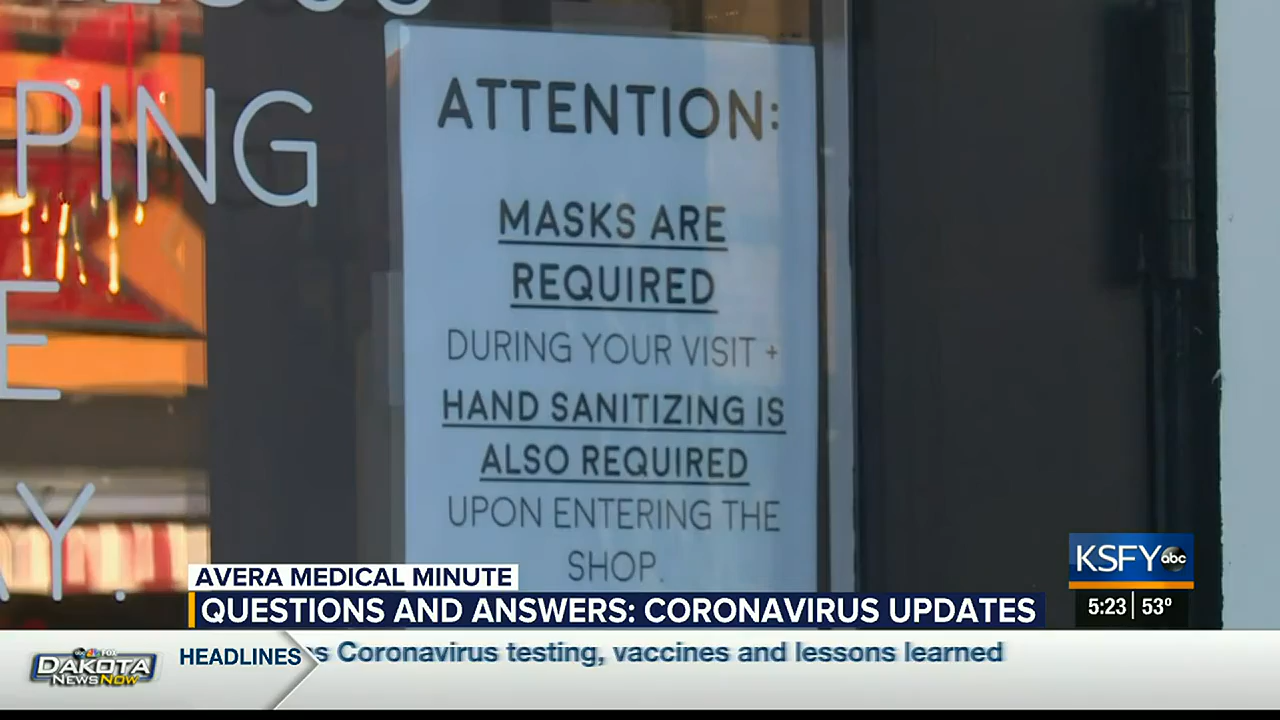 PING
E
Y.
ATTENTION:
MASKS ARE
REQUIRED
DURING YOUR VISIT +
HAND SANITIZING IS
ALSO REQUIRED
UPON ENTERING THE
SHOP.
KSFY abc
5:23 53º
AVERA MEDICAL MINUTE
QUESTIONS AND ANSWERS: CORONAVIRUS UPDATES
DAKOTA
NEWS NOW
HEADLINES
s Coronavirus testing, vaccines and lessons learned